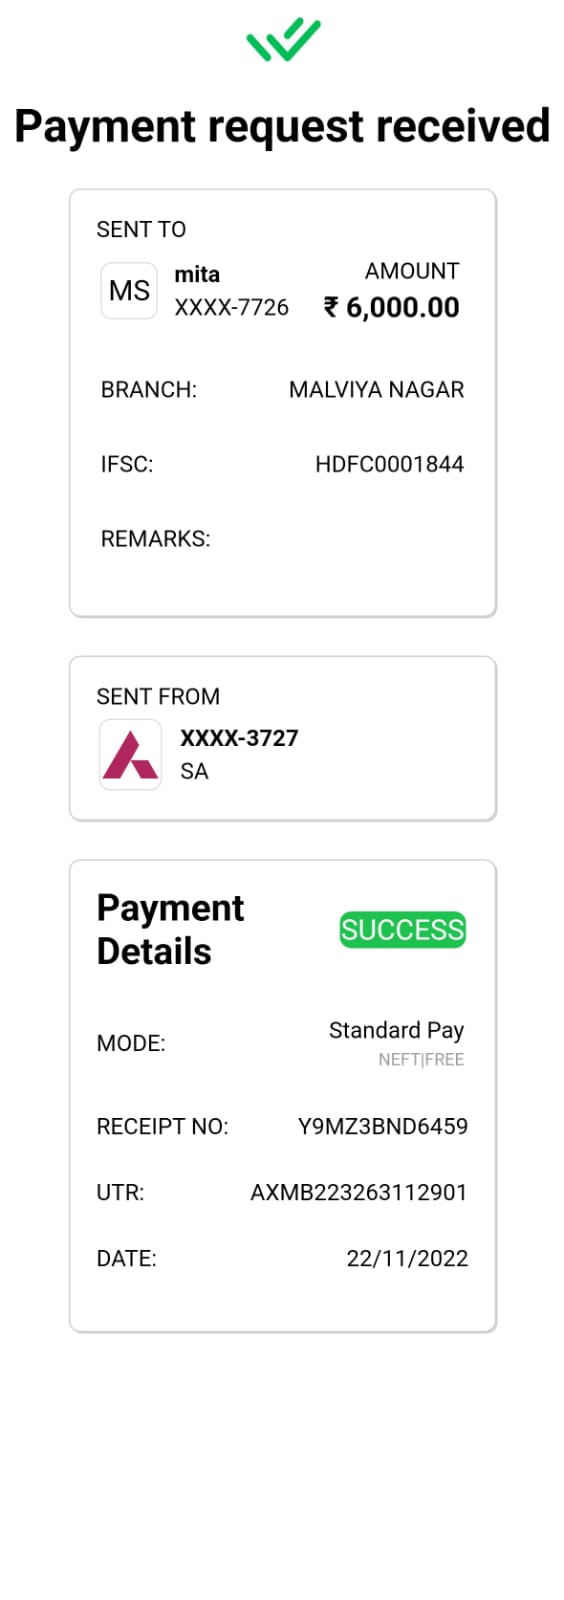 Payment request received
SENT TO
MS
mita
XXXX-7726
AMOUNT
₹ 6,000.00
BRANCH: MALVIYA NAGAR
IFSC: HDFC0001844
REMARKS:
SENT FROM
XXXX-3727
SA
Payment
Details
SUCCESS
MODE: Standard Pay
NEFT|FREE
RECEIPT NO: Y9MZ3BND6459
UTR: AXMB223263112901
DATE: 22/11/2022